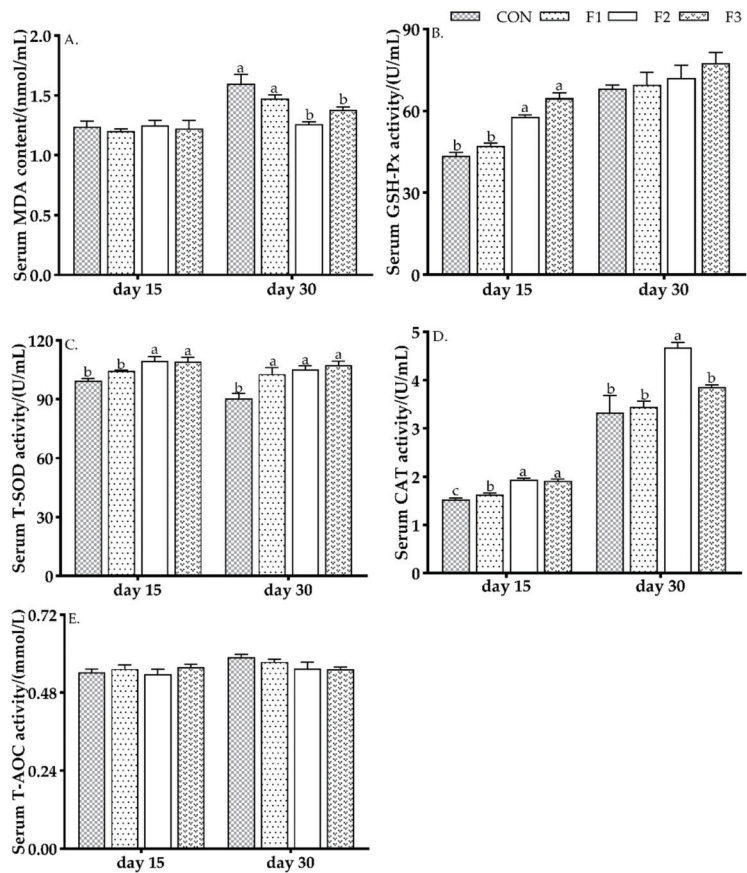 CON F1 F2 F3
A.
Serum MDA content/(nmol/mL)
2.0
1.5
1.0
0.5
0.0
a a b b
day 15 day 30
B.
Serum GSH-Px activity/(U/mL)
90
60
30
0
b b a a
day 15 day 30
C.
Serum T-SOD activity/(U/mL)
120
90
60
30
0
b b a a b a a a
day 15 day 30
D.
Serum CAT activity/(U/mL)
5
4
3
2
1
0
c b a a b b a b
day 15 day 30
E.
Serum T-AOC activity/(mmol/L)
0.72
0.48
0.24
0.00
day 15 day 30